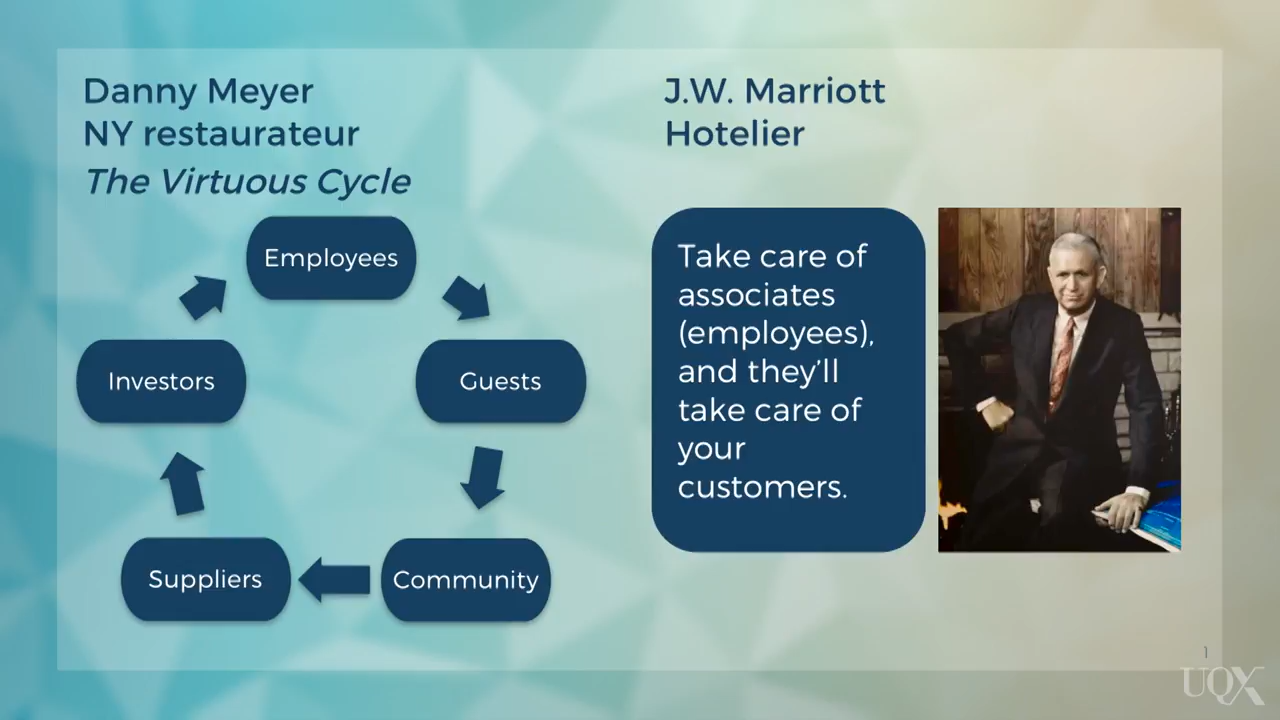 Danny Meyer
NY restaurateur
The Virtuous Cycle
Employees
Guests
Community
Suppliers
Investors
J.W. Marriott
Hotelier
Take care of
associates
(employees),
and they’ll
take care of
your
customers.
1
UQX